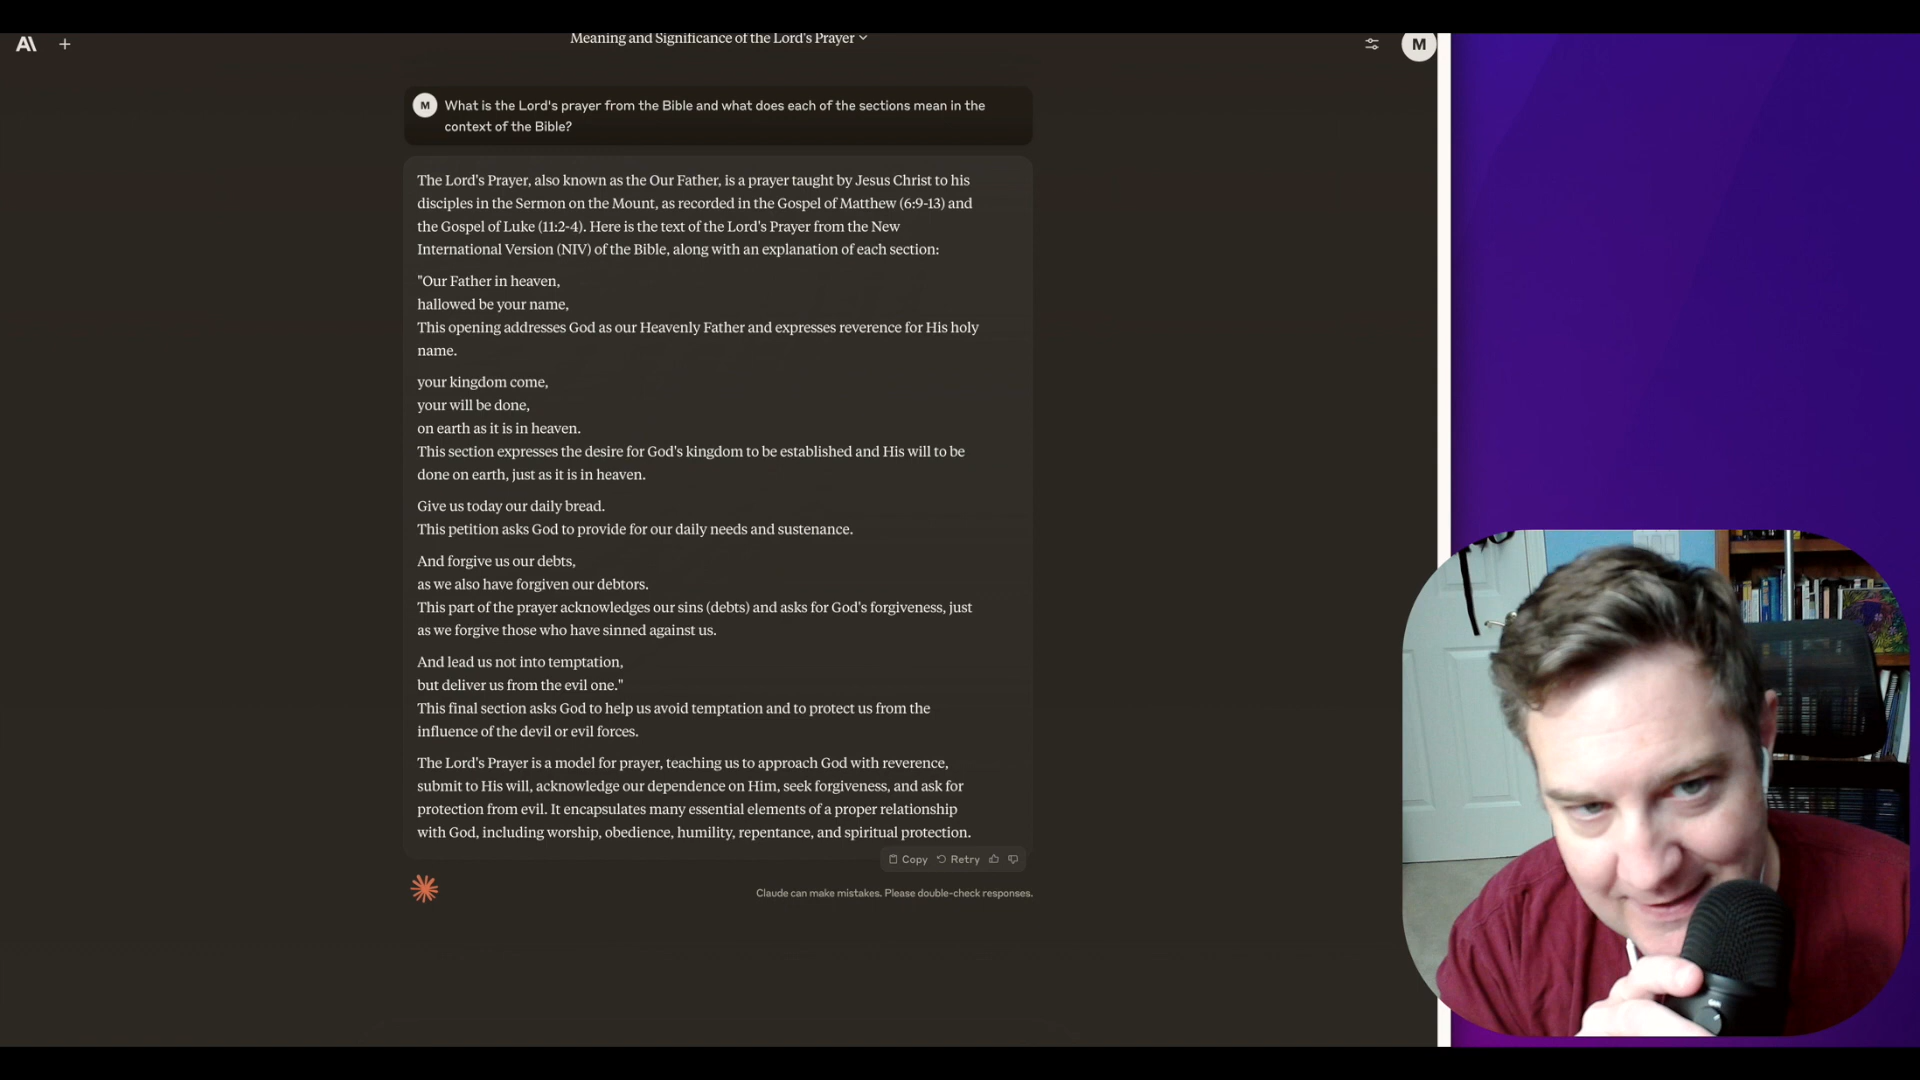 A\ +
Meaning and Significance of the Lord's Prayer
M
M
What is the Lord's prayer from the Bible and what does each of the sections mean in the
context of the Bible?
The Lord's Prayer, also known as the Our Father, is a prayer taught by Jesus Christ to his
disciples in the Sermon on the Mount, as recorded in the Gospel of Matthew (6:9-13) and
the Gospel of Luke (11:2-4). Here is the text of the Lord's Prayer from the New
International Version (NIV) of the Bible, along with an explanation of each section:
"Our Father in heaven,
hallowed be your name,
This opening addresses God as our Heavenly Father and expresses reverence for His holy
name.
your kingdom come,
your will be done,
on earth as it is in heaven.
This section expresses the desire for God's kingdom to be established and His will to be
done on earth, just as it is in heaven.
Give us today our daily bread.
This petition asks God to provide for our daily needs and sustenance.
And forgive us our debts,
as we also have forgiven our debtors.
This part of the prayer acknowledges our sins (debts) and asks for God's forgiveness, just
as we forgive those who have sinned against us.
And lead us not into temptation,
but deliver us from the evil one."
This final section asks God to help us avoid temptation and to protect us from the
influence of the devil or evil forces.
The Lord's Prayer is a model for prayer, teaching us to approach God with reverence,
submit to His will, acknowledge our dependence on Him, seek forgiveness, and ask for
protection from evil. It encapsulates many essential elements of a proper relationship
with God, including worship, obedience, humility, repentance, and spiritual protection.
Copy Retry
Claude can make mistakes. Please double-check responses.